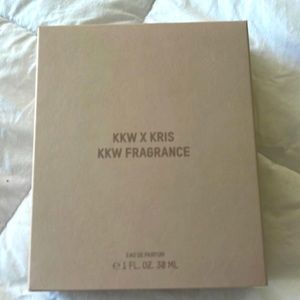 KKW X KRIS
KKW FRAGRANCE
EAU DE PARFUM
℮ 1 FL. OZ. 30 ML